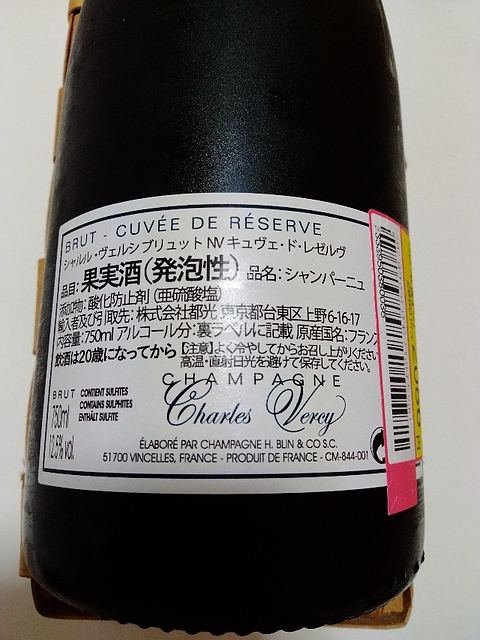 BRUT - CUVÉE DE RÉSERVE
シャルル・ヴェルシ ブリュット NV キュヴェ・ド・レゼルヴ
品目: 果実酒(発泡性) 品名: シャンパーニュ
添加物: 酸化防止剤 (亜硫酸塩)
輸入者及び引取先: 株式会社都光 東京都台東区上野6-16-17
内容量: 750ml アルコール分: 裏ラベルに記載 原産国名: フランス
飲酒は20歳になってから 【注意】よく冷やしてからお召し上がりください
高温・直射日光を避けて保存してください。
CHAMPAGNE
Charles Vercy
BRUT
750ml
12.5% vol.
CONTIENT SULFITES
CONTAINS SULPHITES
ENTHÄLT SULFITE
ÉLABORÉ PAR CHAMPAGNE H. BLIN & CO S.C.
51700 VINCELLES, FRANCE - PRODUIT DE FRANCE - CM-844-001